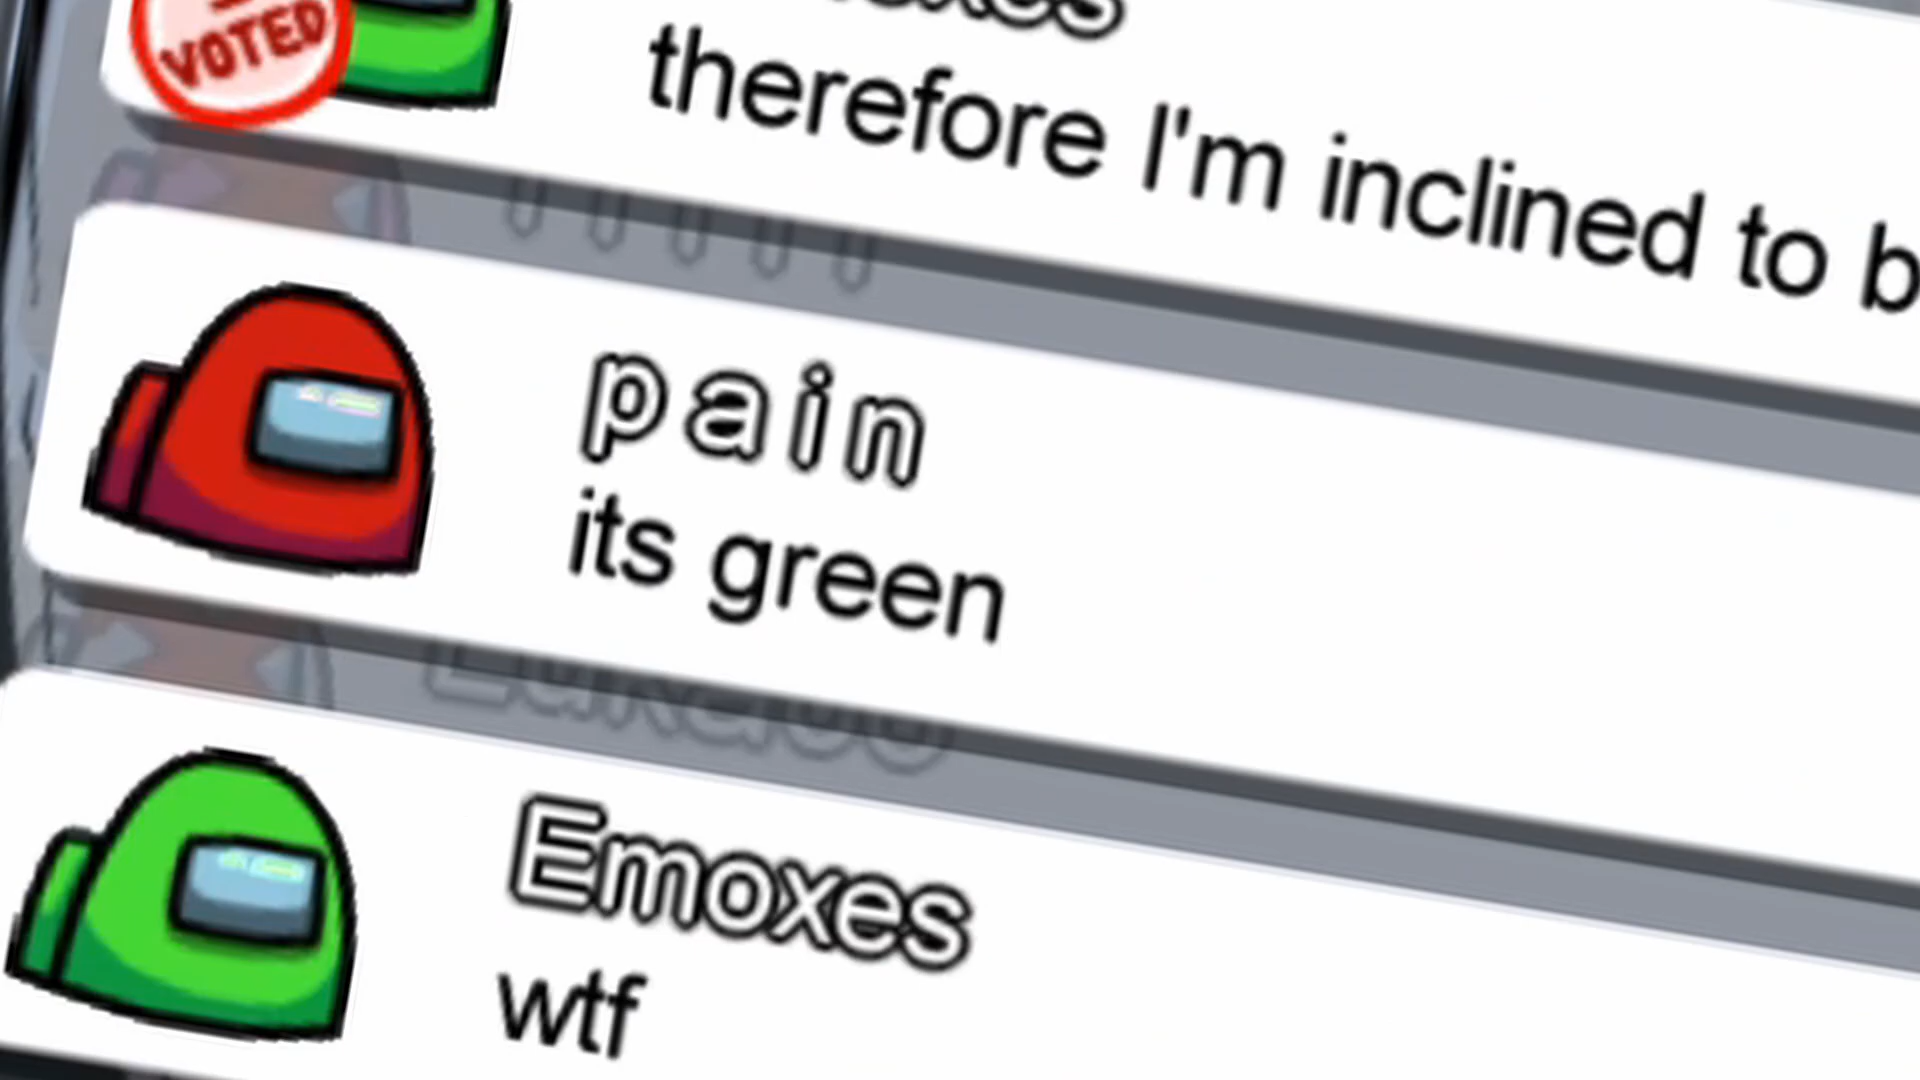 VOTED
therefore I'm inclined to b
pain
its green
Emoxes
wtf